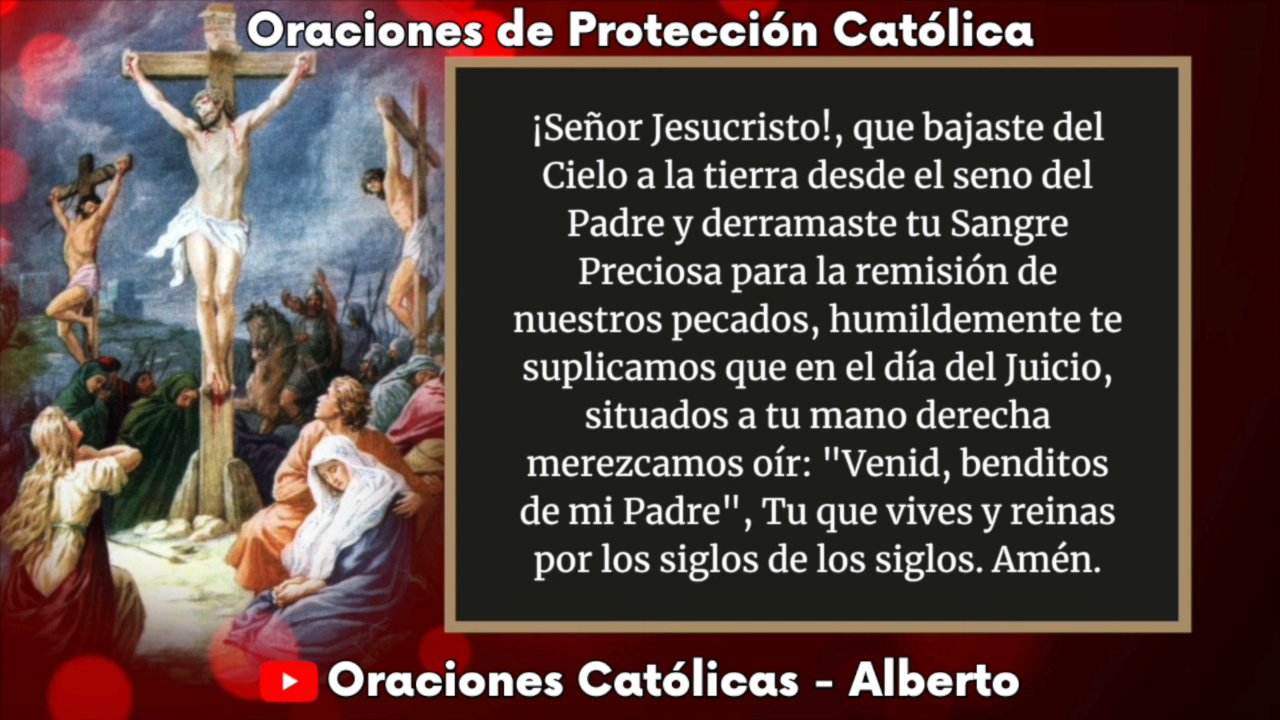 Oraciones de Protección Católica
¡Señor Jesucristo!, que bajaste del
Cielo a la tierra desde el seno del
Padre y derramaste tu Sangre
Preciosa para la remisión de
nuestros pecados, humildemente te
suplicamos que en el día del Juicio,
situados a tu mano derecha
merezcamos oír: "Venid, benditos
de mi Padre", Tu que vives y reinas
por los siglos de los siglos. Amén.
Oraciones Católicas - Alberto